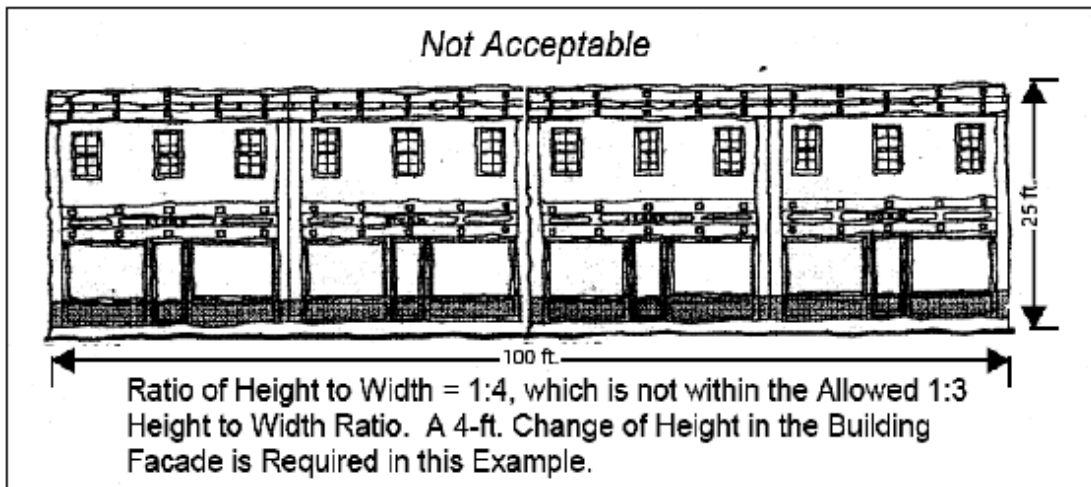 Not Acceptable
25 ft.
100 ft.
Ratio of Height to Width = 1:4, which is not within the Allowed 1:3
Height to Width Ratio. A 4-ft. Change of Height in the Building
Facade is Required in this Example.